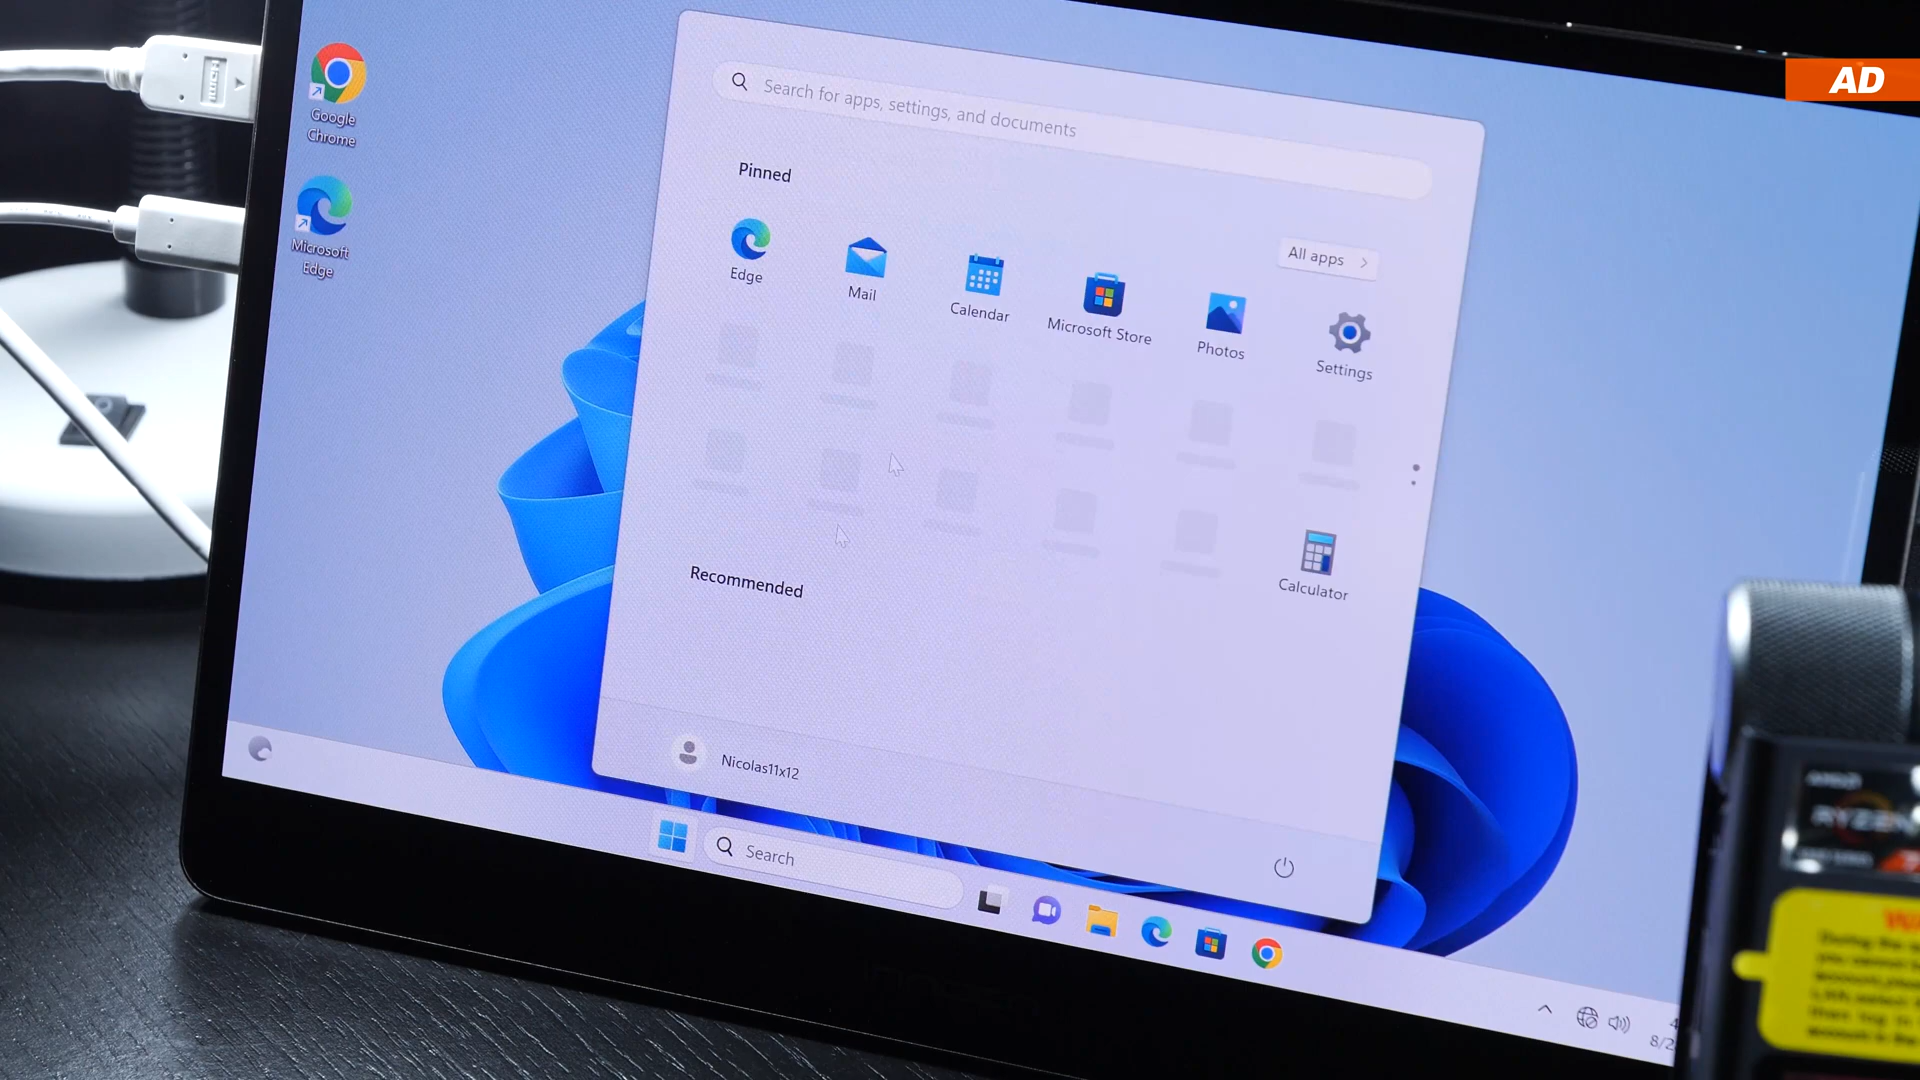 AD
Google
Chrome
Microsoft
Edge
Search for apps, settings, and documents
Pinned
All apps
Edge
Mail
Calendar
Microsoft Store
Photos
Settings
Calculator
Recommended
Nicolas11x12
Search
RYZEN